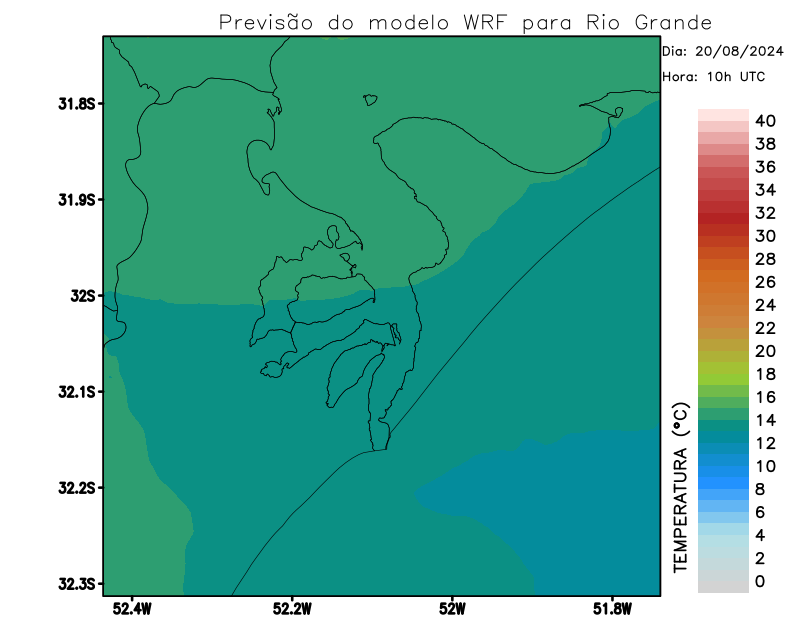 Previsão do modelo WRF para Rio Grande
Dia: 20/08/2024
Hora: 10h UTC
31.8S
31.9S
32S
32.1S
32.2S
32.3S
52.4W
52.2W
52W
51.8W
TEMPERATURA (°C)
40
38
36
34
32
30
28
26
24
22
20
18
16
14
12
10
8
6
4
2
0